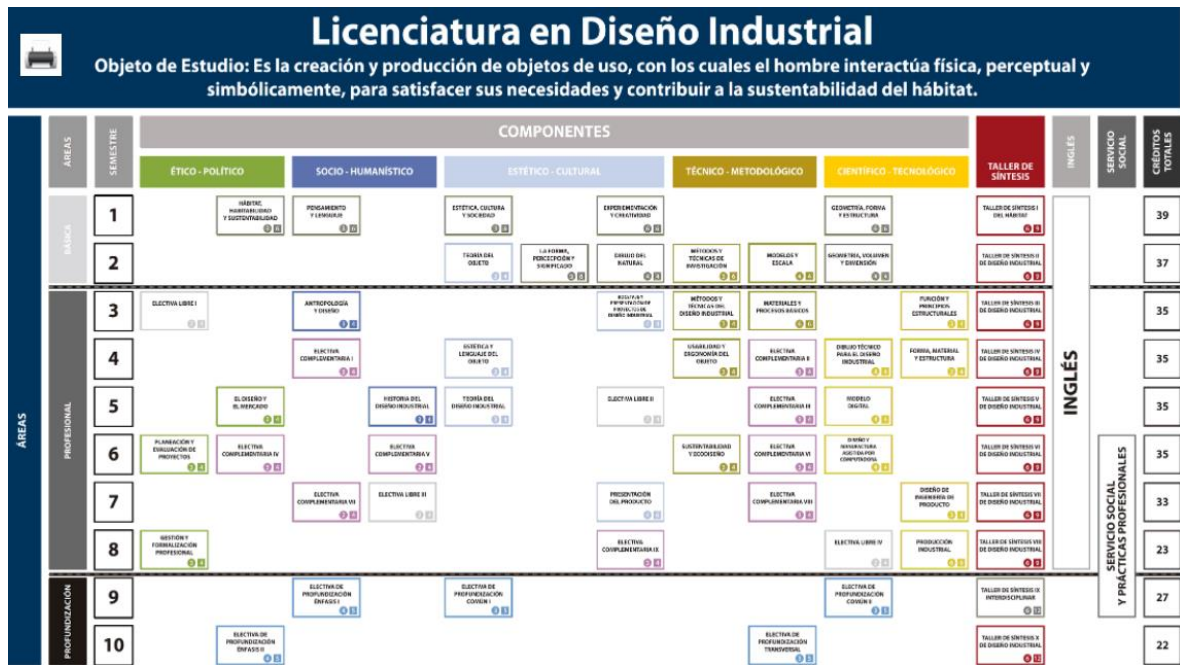 Licenciatura en Diseño Industrial
Objeto de Estudio: Es la creación y producción de objetos de uso, con los cuales el hombre interactúa física, perceptual y
simbólicamente, para satisfacer sus necesidades y contribuir a la sustentabilidad del hábitat.
ÁREAS
ÁREAS
SEMESTRE
COMPONENTES
ÉTICO - POLÍTICO
SOCIO - HUMANÍSTICO
ESTÉTICO - CULTURAL
TÉCNICO - METODOLÓGICO
CIENTÍFICO - TECNOLÓGICO
TALLER DE
SÍNTESIS
INGLÉS
SERVICIO
SOCIAL
CRÉDITOS
TOTALES
BÁSICA
1
HÁBITAT,
HABITABILIDAD
Y SUSTENTABILIDAD
PENSAMIENTO
Y LENGUAJE
ESTÉTICA, CULTURA
Y SOCIEDAD
EXPERIEMENTACIÓN
Y CREATIVIDAD
GEOMETRÍA, FORMA
Y ESTRUCTURA
TALLER DE SÍNTESIS I
DEL HÁBITAT
39
2
TEORÍA DEL
OBJETO
LA FORMA,
PERCEPCIÓN Y
SIGNIFICADO
DIBUJO DEL
NATURAL
MÉTODOS Y
TÉCNICAS DE
INVESTIGACIÓN
MODELOS Y
ESCALA
GEOMETRÍA, VOLUMEN
Y DIMENSIÓN
TALLER DE SÍNTESIS II
DE DISEÑO INDUSTRIAL
37
PROFESIONAL
3
ELECTIVA LIBRE I
ANTROPOLOGÍA
Y DISEÑO
DISEÑO INDUSTRIAL
MÉTODOS Y
TÉCNICAS DEL
DISEÑO INDUSTRIAL
MATERIALES Y
PROCESOS BÁSICOS
FUNCIÓN Y
PRINCIPIOS
ESTRUCTURALES
TALLER DE SÍNTESIS III
DE DISEÑO INDUSTRIAL
35
4
ELECTIVA
COMPLEMENTARIA I
ESTÉTICA Y
LENGUAJE DEL
OBJETO
USABILIDAD Y
ERGONOMÍA DEL
OBJETO
ELECTIVA
COMPLEMENTARIA II
DIBUJO TÉCNICO
PARA EL DISEÑO
INDUSTRIAL
FORMA, MATERIAL
Y ESTRUCTURA
TALLER DE SÍNTESIS IV
DE DISEÑO INDUSTRIAL
35
INGLÉS
5
EL DISEÑO Y
EL MERCADO
HISTORIA DEL
DISEÑO INDUSTRIAL
TEORÍA DEL
DISEÑO INDUSTRIAL
ELECTIVA LIBRE II
ELECTIVA
COMPLEMENTARIA III
MODELO
DIGITAL
TALLER DE SÍNTESIS V
DE DISEÑO INDUSTRIAL
35
6
PLANEACIÓN Y
EVALUACIÓN DE
PROYECTOS
ELECTIVA
COMPLEMENTARIA IV
ELECTIVA
COMPLEMENTARIA V
SUSTENTABILIDAD
Y ECODISEÑO
ELECTIVA
COMPLEMENTARIA VI
DISEÑO Y
MANUFACTURA
ASISTIDA POR
COMPUTADORA
TALLER DE SÍNTESIS VI
DE DISEÑO INDUSTRIAL
35
7
ELECTIVA
COMPLEMENTARIA VII
ELECTIVA LIBRE III
PRESENTACIÓN
DEL PRODUCTO
ELECTIVA
COMPLEMENTARIA VIII
DISEÑO DE
INGENIERÍA DE
PRODUCTO
TALLER DE SÍNTESIS VII
DE DISEÑO INDUSTRIAL
33
SERVICIO SOCIAL
Y PRÁCTICAS PROFESIONALES
8
GESTIÓN Y
FORMALIZACIÓN
PROFESIONAL
ELECTIVA
COMPLEMENTARIA IX
ELECTIVA LIBRE IV
PRODUCCIÓN
INDUSTRIAL
TALLER DE SÍNTESIS VIII
DE DISEÑO INDUSTRIAL
23
PROFUNDIZACIÓN
9
ELECTIVA DE
PROFUNDIZACIÓN
ÉNFASIS I
ELECTIVA DE
PROFUNDIZACIÓN
COMÚN I
ELECTIVA DE
PROFUNDIZACIÓN
COMÚN II
TALLER DE SÍNTESIS IX
INTERDISCIPLINAR
27
10
ELECTIVA DE
PROFUNDIZACIÓN
ÉNFASIS II
ELECTIVA DE
PROFUNDIZACIÓN
TRANSVERSAL
TALLER DE SÍNTESIS X
DE DISEÑO INDUSTRIAL
22